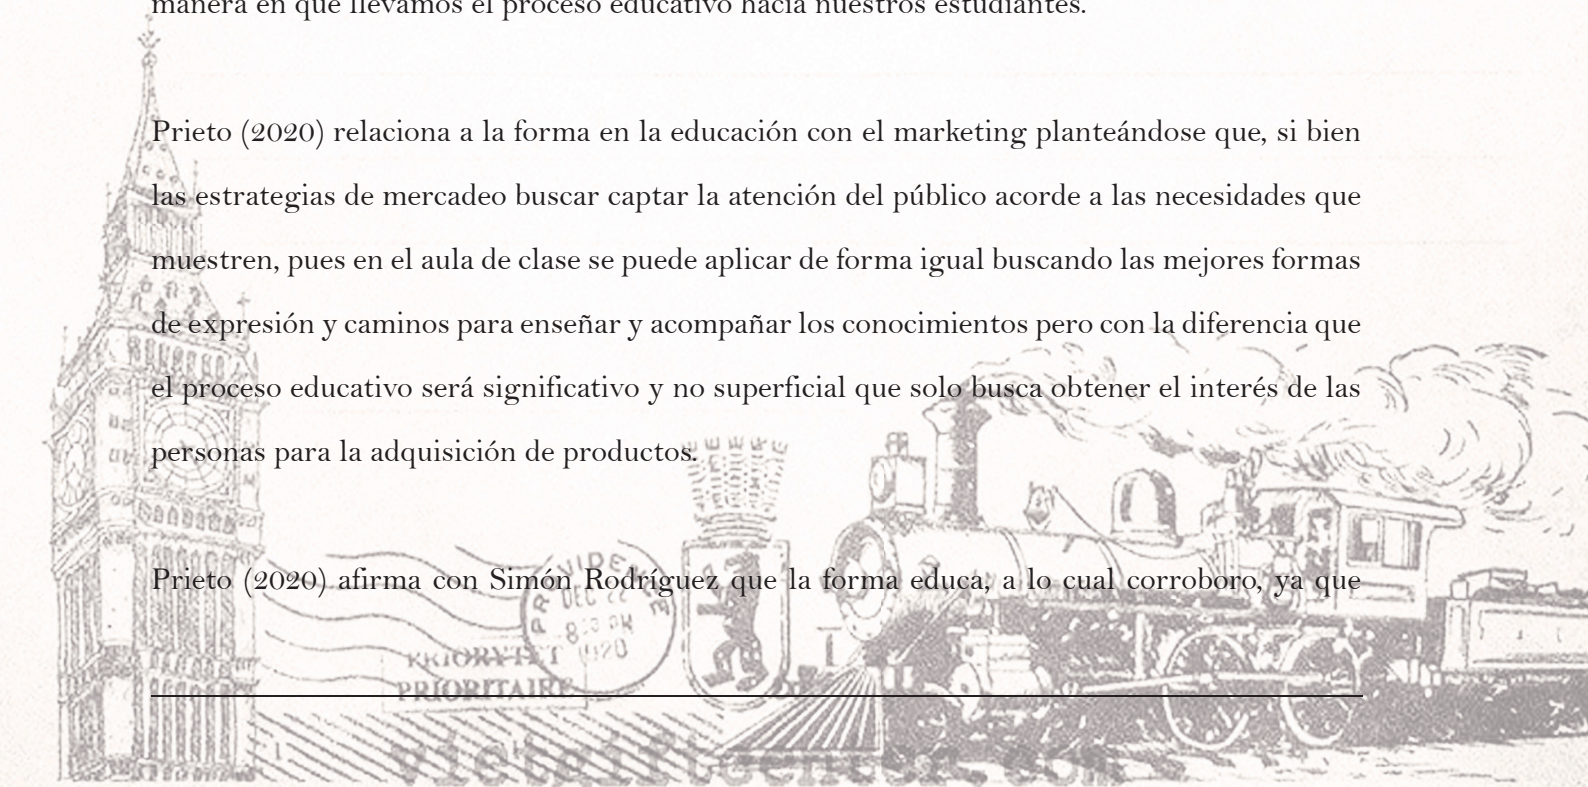 manera en que llevamos el proceso educativo hacia nuestros estudiantes.
Prieto (2020) relaciona a la forma en la educación con el marketing planteándose que, si bien
las estrategias de mercadeo buscar captar la atención del público acorde a las necesidades que
muestren, pues en el aula de clase se puede aplicar de forma igual buscando las mejores formas
de expresión y caminos para enseñar y acompañar los conocimientos pero con la diferencia que
el proceso educativo será significativo y no superficial que solo busca obtener el interés de las
personas para la adquisición de productos.
Prieto (2020) afirma con Simón Rodríguez que la forma educa, a lo cual corroboro, ya que
DEC 22
1920
PRIORYTET
PRIORITAIRE